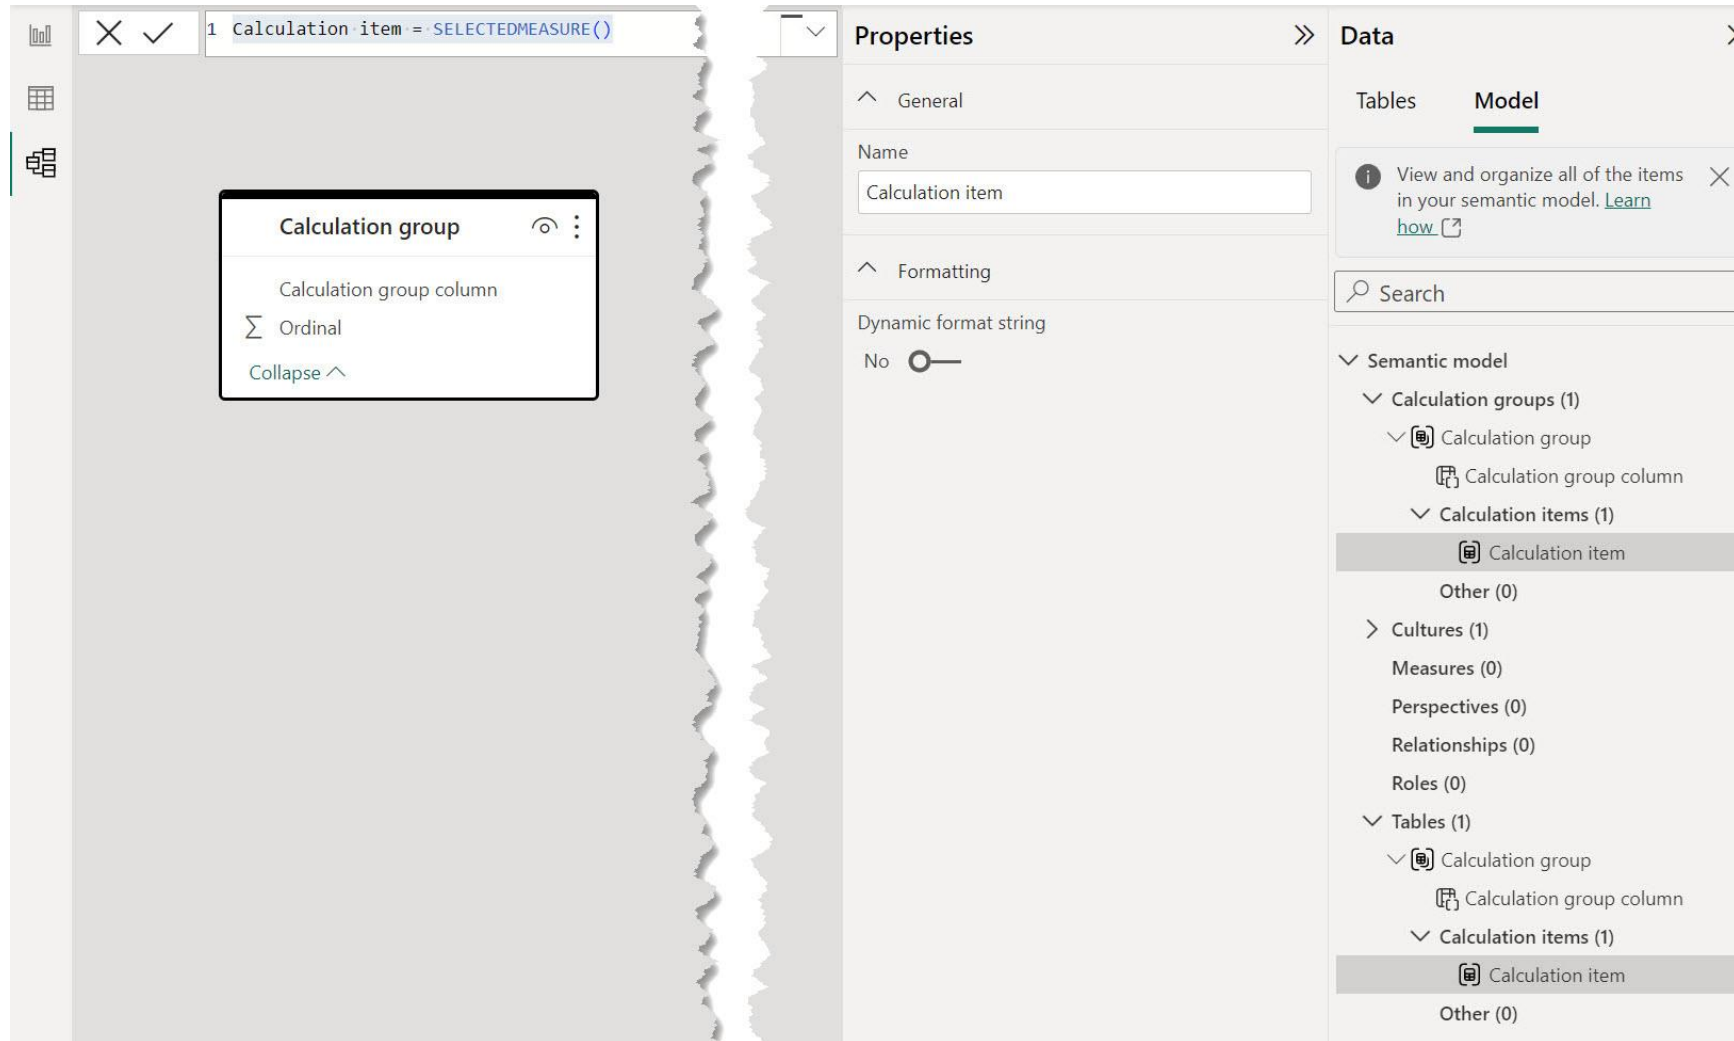 1 Calculation item = SELECTEDMEASURE()
Calculation group
Calculation group column
Ordinal
Collapse
Properties
General
Name
Calculation item
Formatting
Dynamic format string
No
Data
Tables Model
View and organize all of the items
in your semantic model. Learn
how
Search
Semantic model
Calculation groups (1)
Calculation group
Calculation group column
Calculation items (1)
Calculation item
Other (0)
Cultures (1)
Measures (0)
Perspectives (0)
Relationships (0)
Roles (0)
Tables (1)
Calculation group
Calculation group column
Calculation items (1)
Calculation item
Other (0)